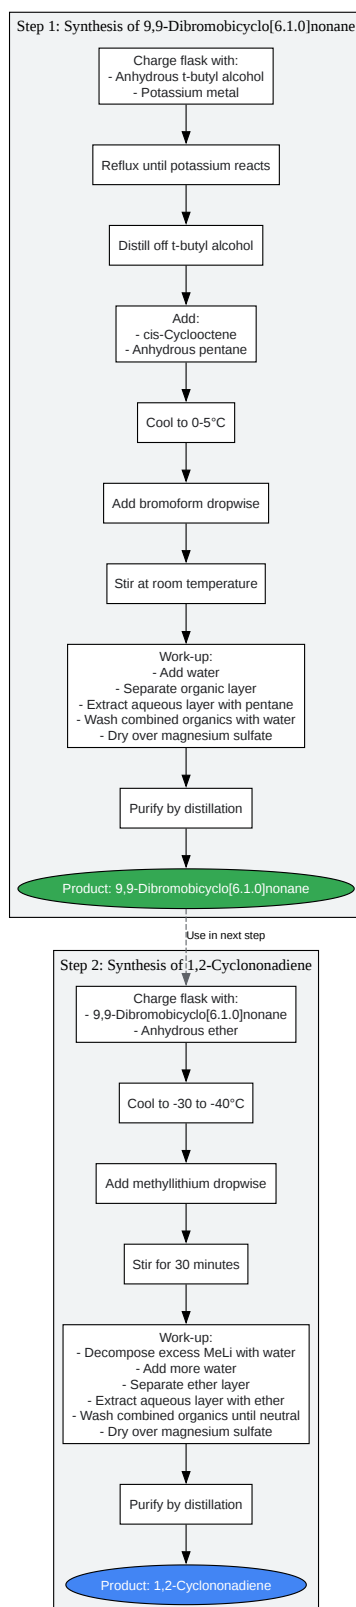 Step 1: Synthesis of 9,9-Dibromobicyclo[6.1.0]nonane
Charge flask with:
- Anhydrous t-butyl alcohol
- Potassium metal
Reflux until potassium reacts
Distill off t-butyl alcohol
Add:
- cis-Cyclooctene
- Anhydrous pentane
Cool to 0-5°C
Add bromoform dropwise
Stir at room temperature
Work-up:
- Add water
- Separate organic layer
- Extract aqueous layer with pentane
- Wash combined organics with water
- Dry over magnesium sulfate
Purify by distillation
Product: 9,9-Dibromobicyclo[6.1.0]nonane
Use in next step
Step 2: Synthesis of 1,2-Cyclononadiene
Charge flask with:
- 9,9-Dibromobicyclo[6.1.0]nonane
- Anhydrous ether
Cool to -30 to -40°C
Add methyllithium dropwise
Stir for 30 minutes
Work-up:
- Decompose excess MeLi with water
- Add more water
- Separate ether layer
- Extract aqueous layer with ether
- Wash combined organics until neutral
- Dry over magnesium sulfate
Purify by distillation
Product: 1,2-Cyclononadiene